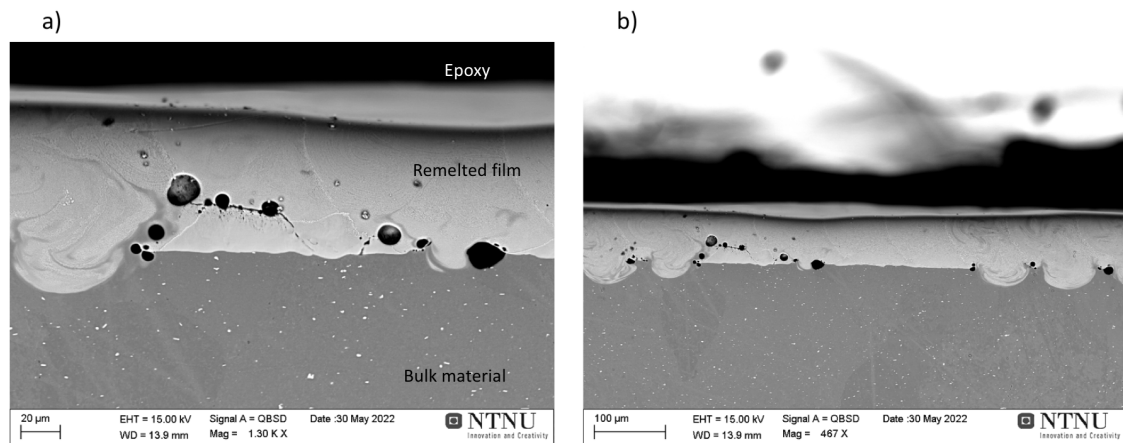 a)
b)
Epoxy
Remelted film
Bulk material
20 µm
EHT = 15.00 kV
Signal A = QBSD
Date :30 May 2022
WD = 13.9 mm
Mag = 1.30 K X
NTNU
Innovation and Creativity
100 µm
EHT = 15.00 kV
Signal A = QBSD
Date :30 May 2022
WD = 13.9 mm
Mag = 467 X
NTNU
Innovation and Creativity